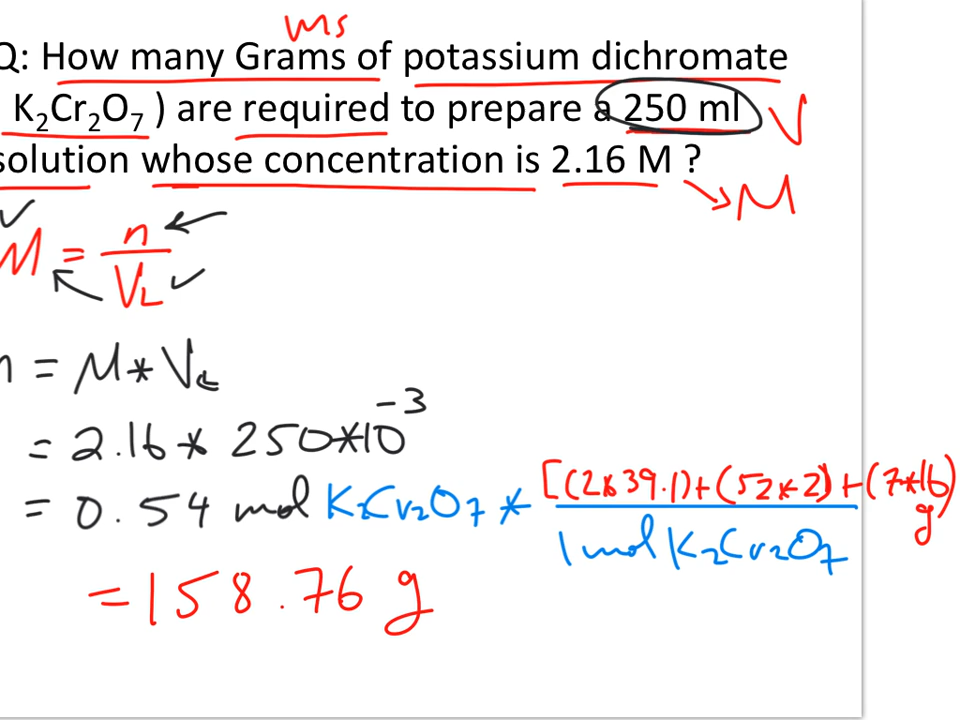 ms
Q: How many Grams of potassium dichromate
K₂Cr₂O₇ ) are required to prepare a 250 ml V
solution whose concentration is 2.16 M ?
M
M = n / V_L
n = M * V_L
= 2.16 * 250*10⁻³
= 0.54 mol K₂Cr₂O₇ * [(2*39.1)+(52*2)+(7*16) g / 1 mol K₂Cr₂O₇
= 158.76 g